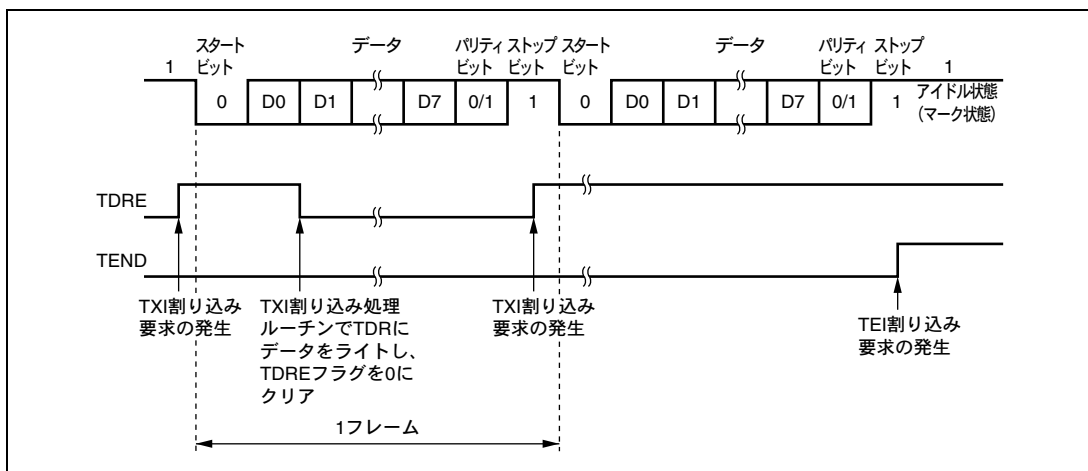 スタート データ パリティ ストップ スタート データ パリティ ストップ
1 ビット ビット ビット ビット ビット ビット 1
0 D0 D1 D7 0/1 1 0 D0 D1 D7 0/1 1 アイドル状態
(マーク状態)
TDRE
TEND
TXI割り込み
要求の発生
TXI割り込み処理
ルーチンでTDRに
データをライトし、
TDREフラグを0に
クリア
TXI割り込み
要求の発生
TEI割り込み
要求の発生
1フレーム